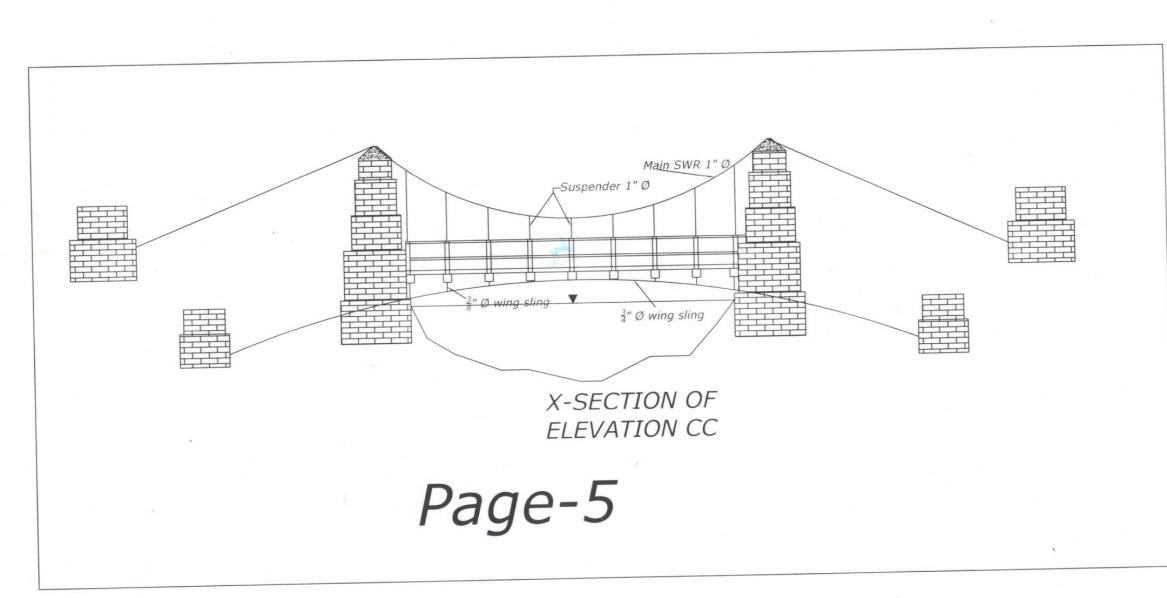 Main SWR 1" Ø
Suspender 1" Ø
3/8" Ø wing sling
3/4" Ø wing sling
X-SECTION OF
ELEVATION CC
Page-5